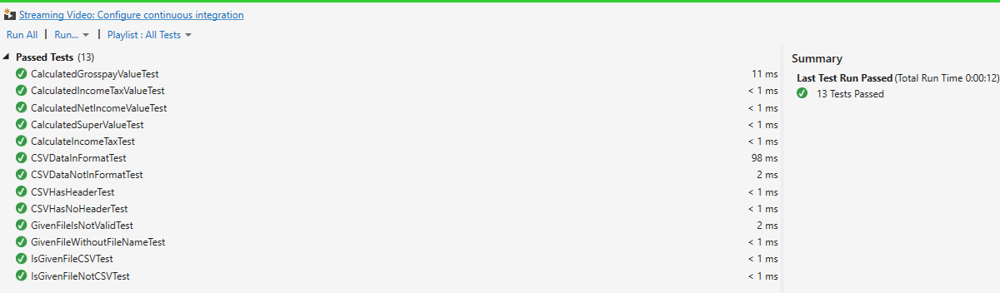 Streaming Video: Configure continuous integration
Run All | Run... | Playlist : All Tests
Passed Tests (13)
CalculatedGrosspayValueTest 11 ms
CalculatedIncomeTaxValueTest < 1 ms
CalculatedNetIncomeValueTest < 1 ms
CalculatedSuperValueTest < 1 ms
CalculateIncomeTaxTest < 1 ms
CSVDataInFormatTest 98 ms
CSVDataNotInFormatTest 2 ms
CSVHasHeaderTest < 1 ms
CSVHasNoHeaderTest < 1 ms
GivenFileIsNotValidTest 2 ms
GivenFileWithoutFileNameTest < 1 ms
IsGivenFileCSVTest < 1 ms
IsGivenFileNotCSVTest < 1 ms
Summary
Last Test Run Passed (Total Run Time 0:00:12)
13 Tests Passed